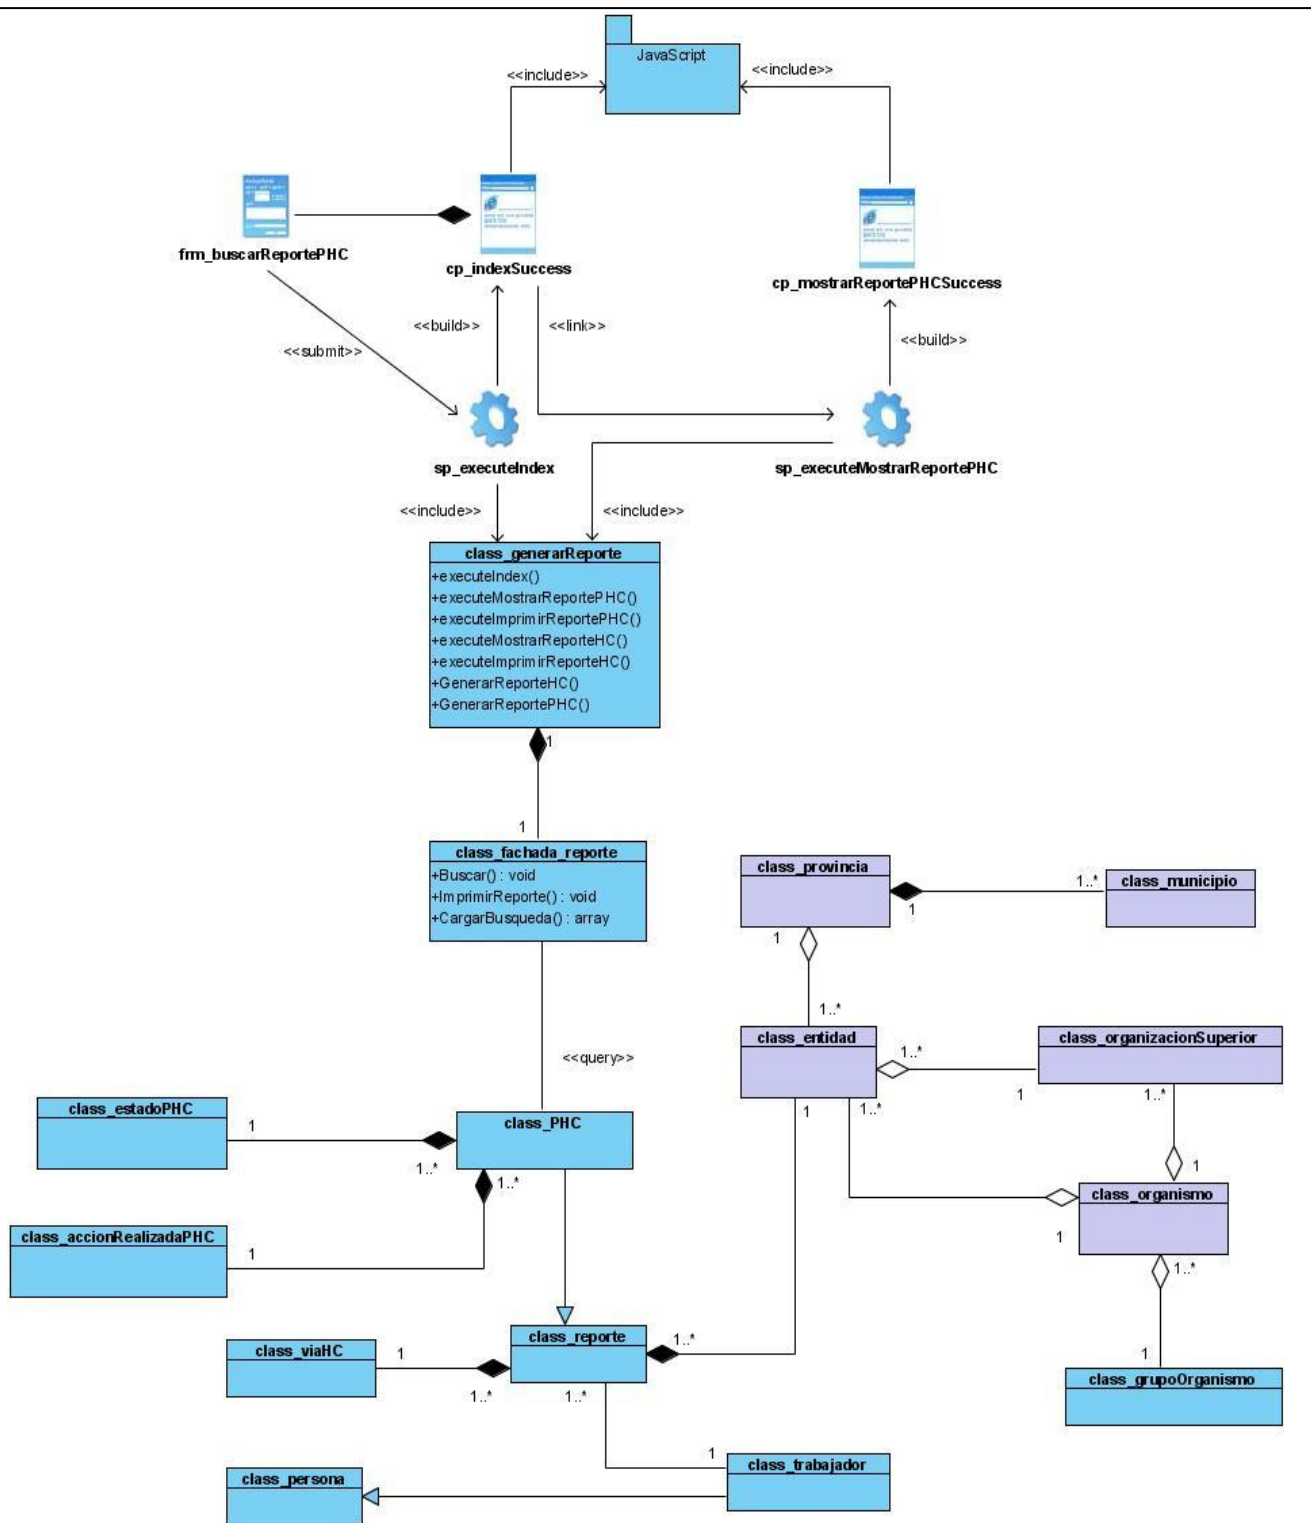 JavaScript
<<include>>
<<include>>
frm_buscarReportePHC
cp_indexSuccess
cp_mostrarReportePHCSuccess
<<build>>
<<link>>
<<submit>>
<<build>>
sp_executeIndex
sp_executeMostrarReportePHC
<<include>>
<<include>>
class_generarReporte
+executeIndex()
+executeMostrarReportePHC()
+executeImprimirReportePHC()
+executeMostrarReporteHC()
+executeImprimirReporteHC()
+GenerarReporteHC()
+GenerarReportePHC()
1
1
class_fachada_reporte
+Buscar() : void
+ImprimirReporte() : void
+CargarBusqueda() : array
class_provincia
1
1..*
class_municipio
1
1..*
class_entidad
1..*
1
class_organizacionSuperior
<<query>>
1
1..*
1..*
class_estadoPHC
1
1..*
class_PHC
1..*
1
class_organismo
1
class_accionRealizadaPHC
1
1..*
class_reporte
1..*
class_viaHC
1
1..*
1..*
1
class_grupoOrganismo
1
class_trabajador
class_persona